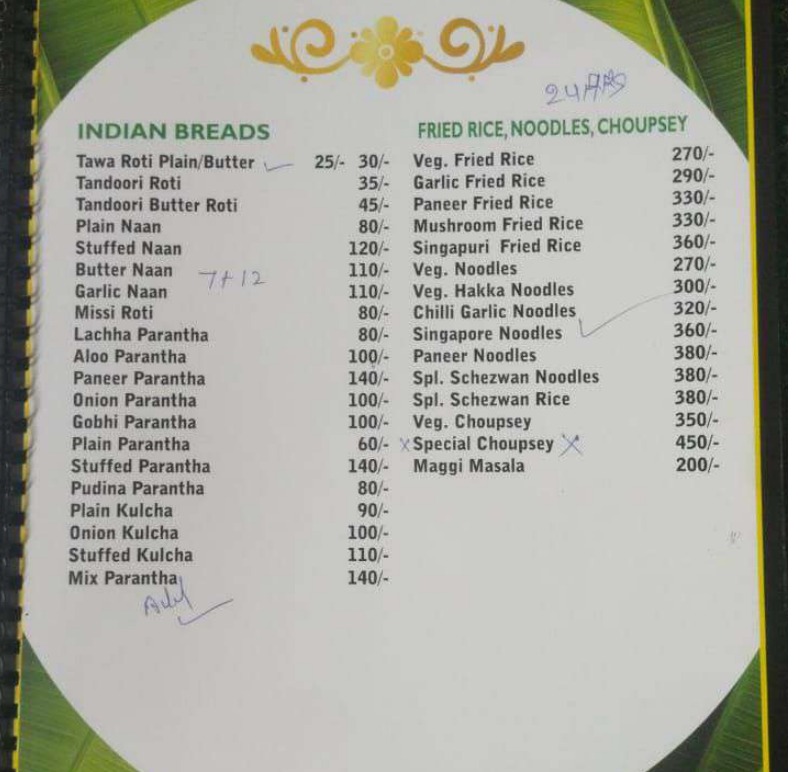 INDIAN BREADS
Tawa Roti Plain/Butter 25/- 30/-
Tandoori Roti 35/-
Tandoori Butter Roti 45/-
Plain Naan 80/-
Stuffed Naan 120/-
Butter Naan 110/-
7+12
Garlic Naan 110/-
Missi Roti 80/-
Lachha Parantha 80/-
Aloo Parantha 100/-
Paneer Parantha 140/-
Onion Parantha 100/-
Gobhi Parantha 100/-
Plain Parantha 60/-
Stuffed Parantha 140/-
Pudina Parantha 80/-
Plain Kulcha 90/-
Onion Kulcha 100/-
Stuffed Kulcha 110/-
Mix Parantha 140/-
FRIED RICE, NOODLES, CHOUPSEY
Veg. Fried Rice 270/-
Garlic Fried Rice 290/-
Paneer Fried Rice 330/-
Mushroom Fried Rice 330/-
Singapuri Fried Rice 360/-
Veg. Noodles 270/-
Veg. Hakka Noodles 300/-
Chilli Garlic Noodles 320/-
Singapore Noodles 360/-
Paneer Noodles 380/-
Spl. Schezwan Noodles 380/-
Spl. Schezwan Rice 380/-
Veg. Choupsey 350/-
Special Choupsey 450/-
Maggi Masala 200/-